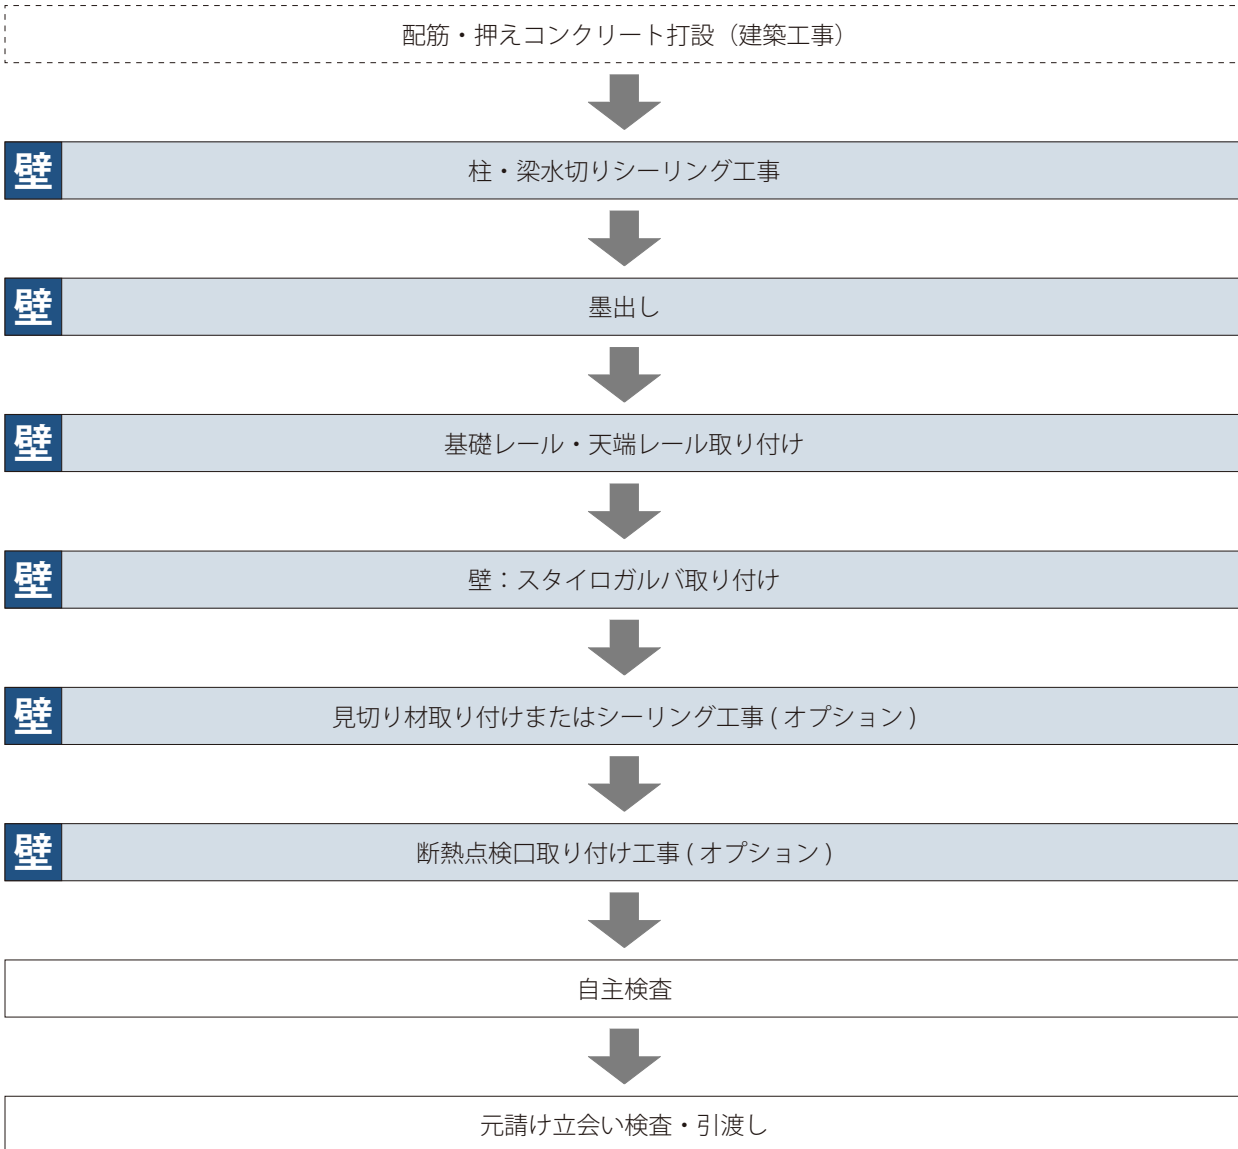 配筋・押えコンクリート打設（建築工事）
壁 柱・梁水切りシーリング工事
壁 墨出し
壁 基礎レール・天端レール取り付け
壁 壁：スタイロガルバ取り付け
壁 見切り材取り付けまたはシーリング工事 ( オプション )
壁 断熱点検口取り付け工事 ( オプション )
自主検査
元請け立会い検査・引渡し